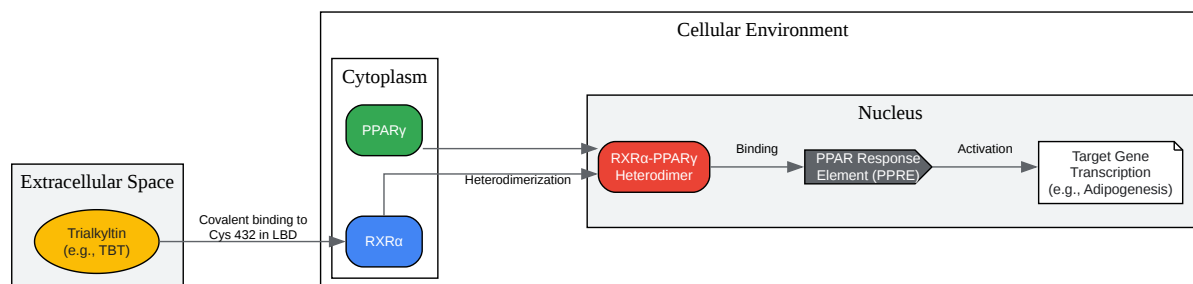 Cellular Environment
Cytoplasm
Nucleus
Extracellular Space
PPARγ
RXRα-PPARγ
Heterodimer
Binding
PPAR Response
Element (PPRE)
Activation
Target Gene
Transcription
(e.g., Adipogenesis)
Heterodimerization
Trialkyltin
(e.g., TBT)
Covalent binding to
Cys 432 in LBD
RXRα